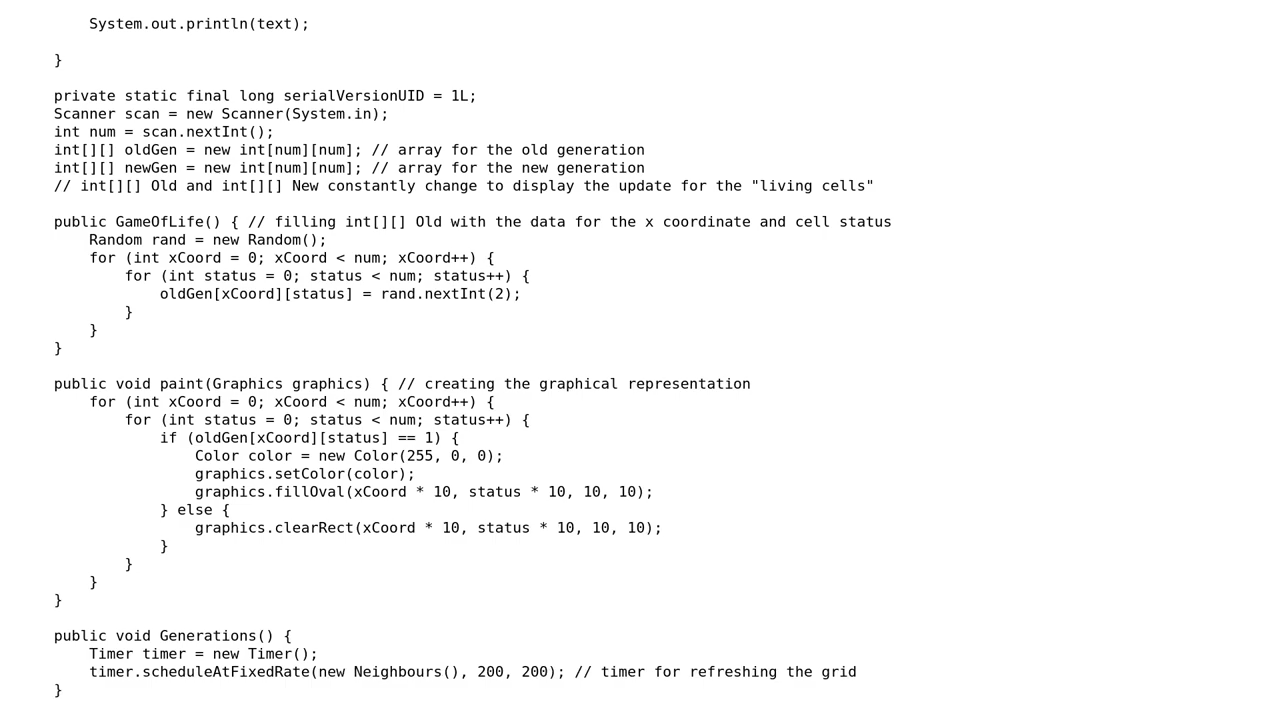 System.out.println(text);

    }

    private static final long serialVersionUID = 1L;
    Scanner scan = new Scanner(System.in);
    int num = scan.nextInt();
    int[][] oldGen = new int[num][num]; // array for the old generation
    int[][] newGen = new int[num][num]; // array for the new generation
    // int[][] Old and int[][] New constantly change to display the update for the "living cells"

    public GameOfLife() { // filling int[][] Old with the data for the x coordinate and cell status
        Random rand = new Random();
        for (int xCoord = 0; xCoord < num; xCoord++) {
            for (int status = 0; status < num; status++) {
                oldGen[xCoord][status] = rand.nextInt(2);
            }
        }
    }

    public void paint(Graphics graphics) { // creating the graphical representation
        for (int xCoord = 0; xCoord < num; xCoord++) {
            for (int status = 0; status < num; status++) {
                if (oldGen[xCoord][status] == 1) {
                    Color color = new Color(255, 0, 0);
                    graphics.setColor(color);
                    graphics.fillOval(xCoord * 10, status * 10, 10, 10);
                } else {
                    graphics.clearRect(xCoord * 10, status * 10, 10, 10);
                }
            }
        }
    }

    public void Generations() {
        Timer timer = new Timer();
        timer.scheduleAtFixedRate(new Neighbours(), 200, 200); // timer for refreshing the grid
    }